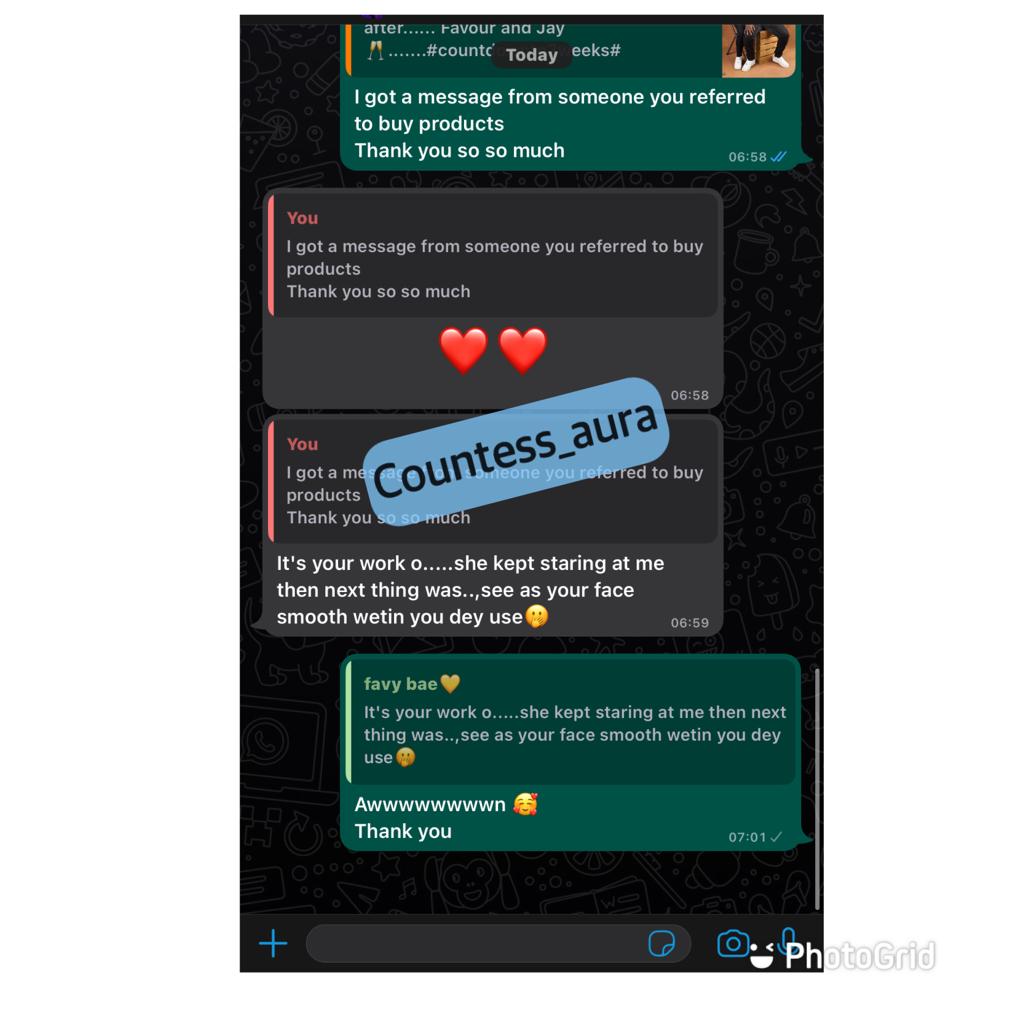 after...... Favour and Jay
🥂.......#countd eeks#
Today
I got a message from someone you referred
to buy products
Thank you so so much
06:58
You
I got a message from someone you referred to buy
products
Thank you so so much
❤️❤️
06:58
You
I got a message from someone you referred to buy
products
Thank you so so much
Countess_aura
It's your work o.....she kept staring at me
then next thing was..,see as your face
smooth wetin you dey use🤭
06:59
favy bae💛
It's your work o.....she kept staring at me then next
thing was..,see as your face smooth wetin you dey
use🤭
Awwwwwwwwn 🥰
Thank you
07:01
PhotoGrid